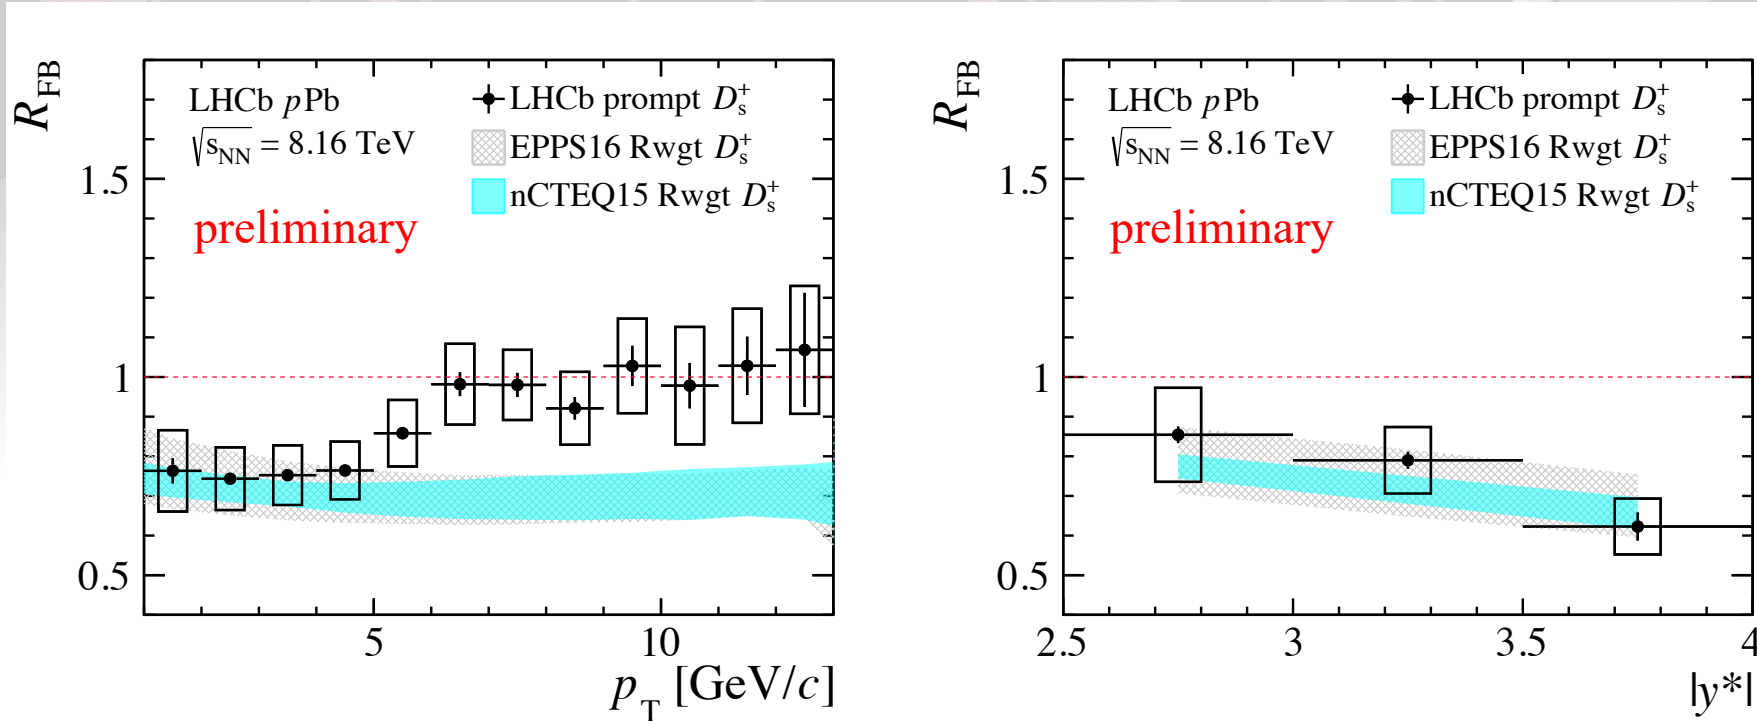 R_FB
LHCb pPb
√s_NN = 8.16 TeV
preliminary
LHCb prompt D_s^+
EPPS16 Rwgt D_s^+
nCTEQ15 Rwgt D_s^+
1.5
1
0.5
5 10
p_T [GeV/c]
R_FB
LHCb pPb
√s_NN = 8.16 TeV
preliminary
LHCb prompt D_s^+
EPPS16 Rwgt D_s^+
nCTEQ15 Rwgt D_s^+
1.5
1
0.5
2.5 3 3.5 4
|y*|